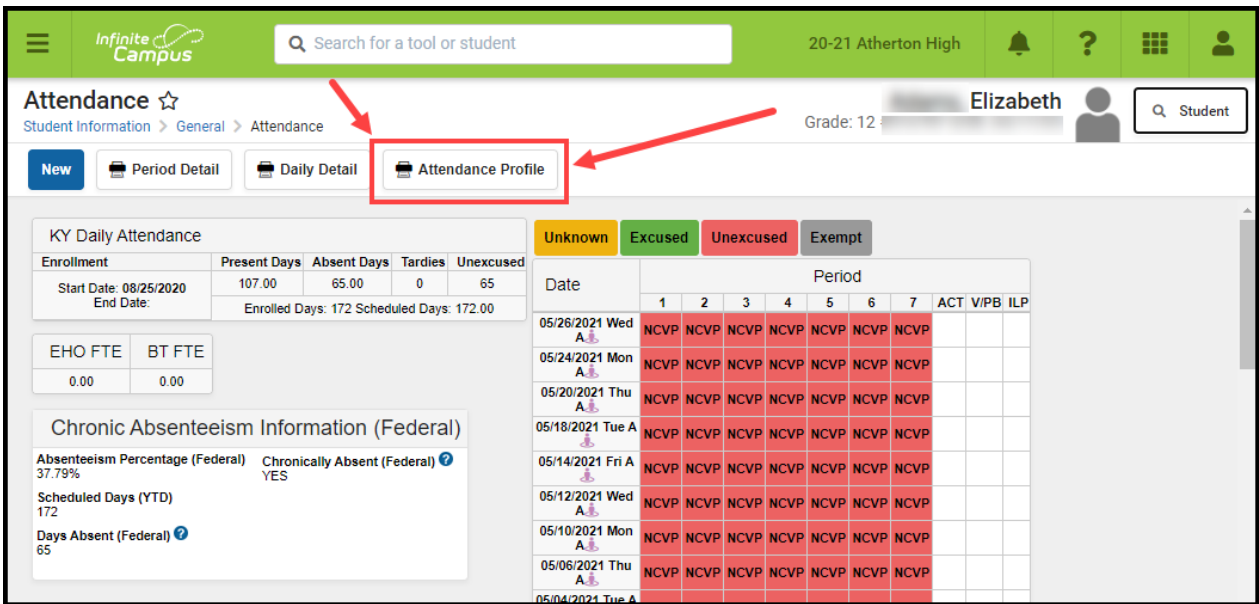 Infinite Campus
Search for a tool or student
20-21 Atherton High
?
Attendance
Student Information > General > Attendance
Elizabeth
Grade: 12
Student
New
Period Detail
Daily Detail
Attendance Profile
KY Daily Attendance
Enrollment Present Days Absent Days Tardies Unexcused
Start Date: 08/25/2020 107.00 65.00 0 65
End Date: Enrolled Days: 172 Scheduled Days: 172.00
EHO FTE BT FTE
0.00 0.00
Chronic Absenteeism Information (Federal)
Absenteeism Percentage (Federal) Chronically Absent (Federal) ?
37.79% YES
Scheduled Days (YTD)
172
Days Absent (Federal) ?
65
Unknown Excused Unexcused Exempt
Date Period
1 2 3 4 5 6 7 ACT V/PB ILP
05/26/2021 Wed A NCVP NCVP NCVP NCVP NCVP NCVP NCVP
05/24/2021 Mon A NCVP NCVP NCVP NCVP NCVP NCVP NCVP
05/20/2021 Thu A NCVP NCVP NCVP NCVP NCVP NCVP NCVP
05/18/2021 Tue A NCVP NCVP NCVP NCVP NCVP NCVP NCVP
05/14/2021 Fri A NCVP NCVP NCVP NCVP NCVP NCVP NCVP
05/12/2021 Wed A NCVP NCVP NCVP NCVP NCVP NCVP NCVP
05/10/2021 Mon A NCVP NCVP NCVP NCVP NCVP NCVP NCVP
05/06/2021 Thu A NCVP NCVP NCVP NCVP NCVP NCVP NCVP
05/04/2021 Tue A